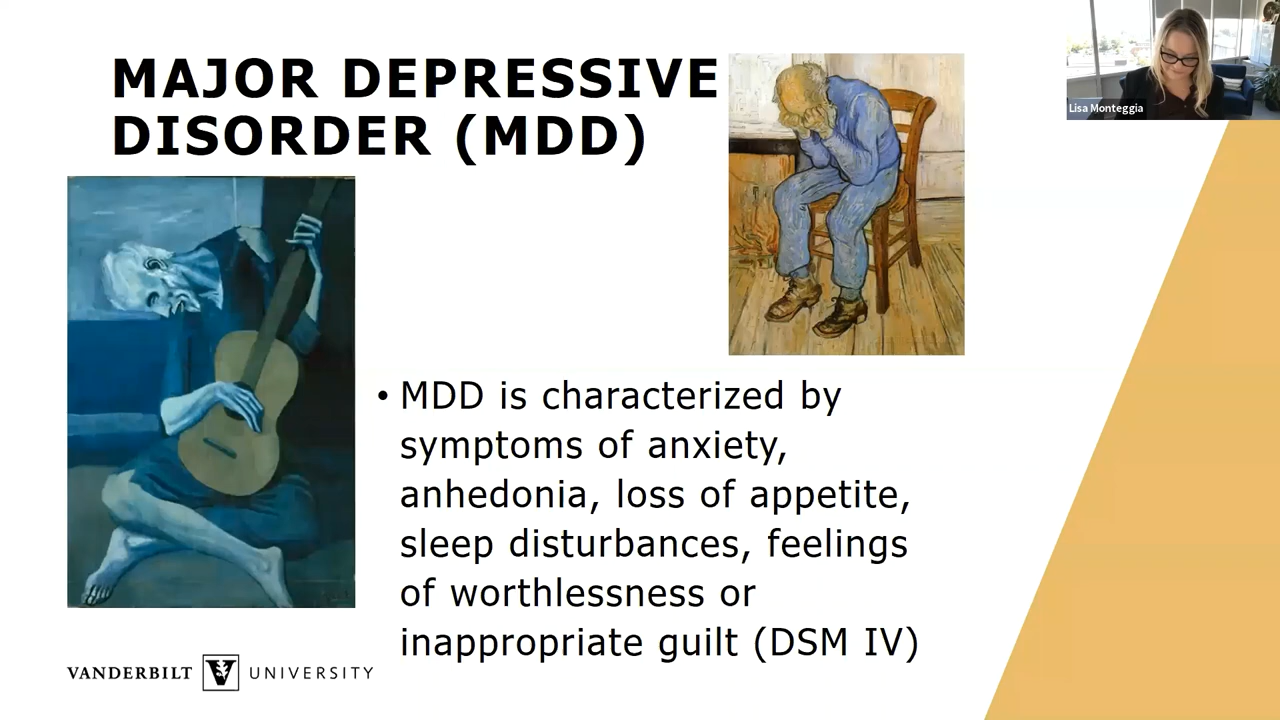 MAJOR DEPRESSIVE
DISORDER (MDD)
Lisa Monteggia
• MDD is characterized by
symptoms of anxiety,
anhedonia, loss of appetite,
sleep disturbances, feelings
of worthlessness or
inappropriate guilt (DSM IV)
VANDERBILT V UNIVERSITY